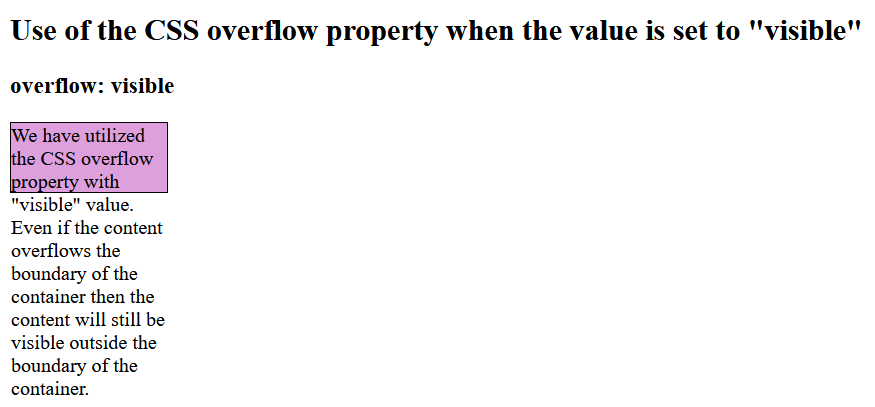 Use of the CSS overflow property when the value is set to "visible"
overflow: visible
We have utilized
the CSS overflow
property with
"visible" value.
Even if the content
overflows the
boundary of the
container then the
content will still be
visible outside the
boundary of the
container.